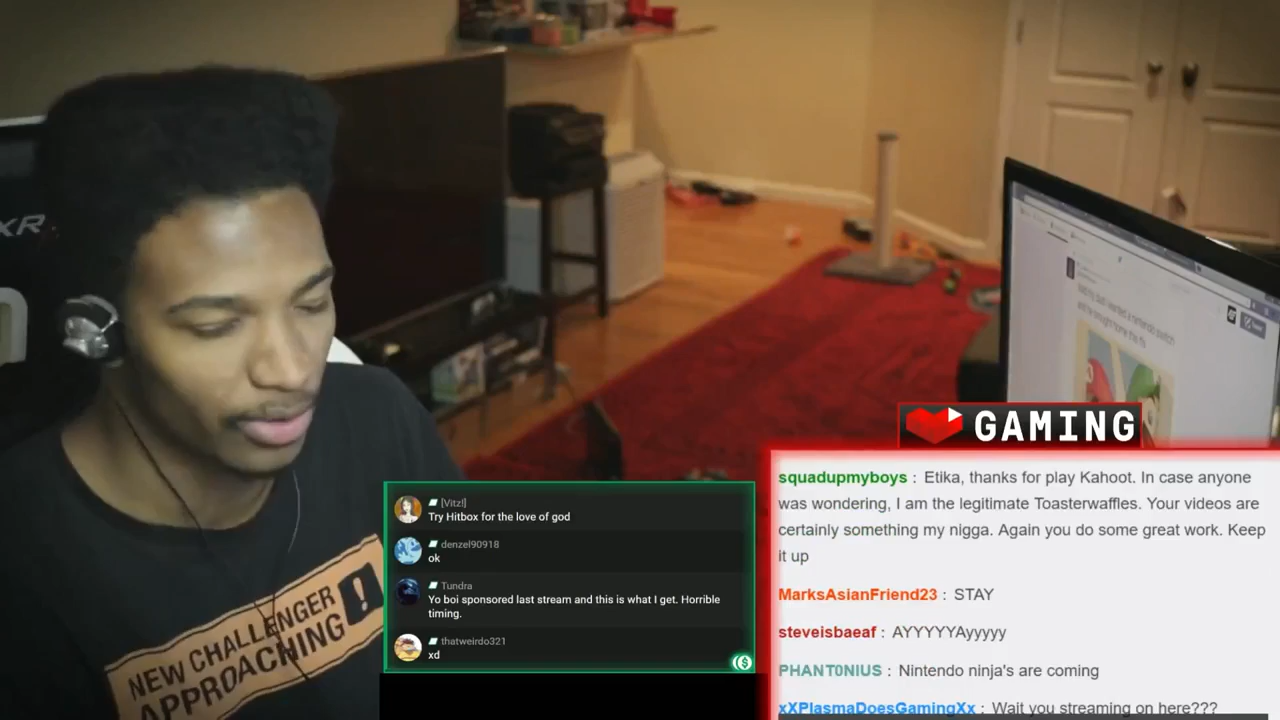 XR
NEW CHALLENGER
APPROACHING !
[Vitz!]
Try Hitbox for the love of god
denzel90918
ok
Tundra
Yo boi sponsored last stream and this is what I get. Horrible
timing.
thatweirdo321
xd
GAMING
squadupmyboys : Etika, thanks for play Kahoot. In case anyone
was wondering, I am the legitimate Toasterwaffles. Your videos are
certainly something my nigga. Again you do some great work. Keep
it up
MarksAsianFriend23 : STAY
steveisbaeaf : AYYYYYAyyyyy
PHANT0NIUS : Nintendo ninja's are coming
xXPlasmaDoesGamingXx : Wait you streaming on here???